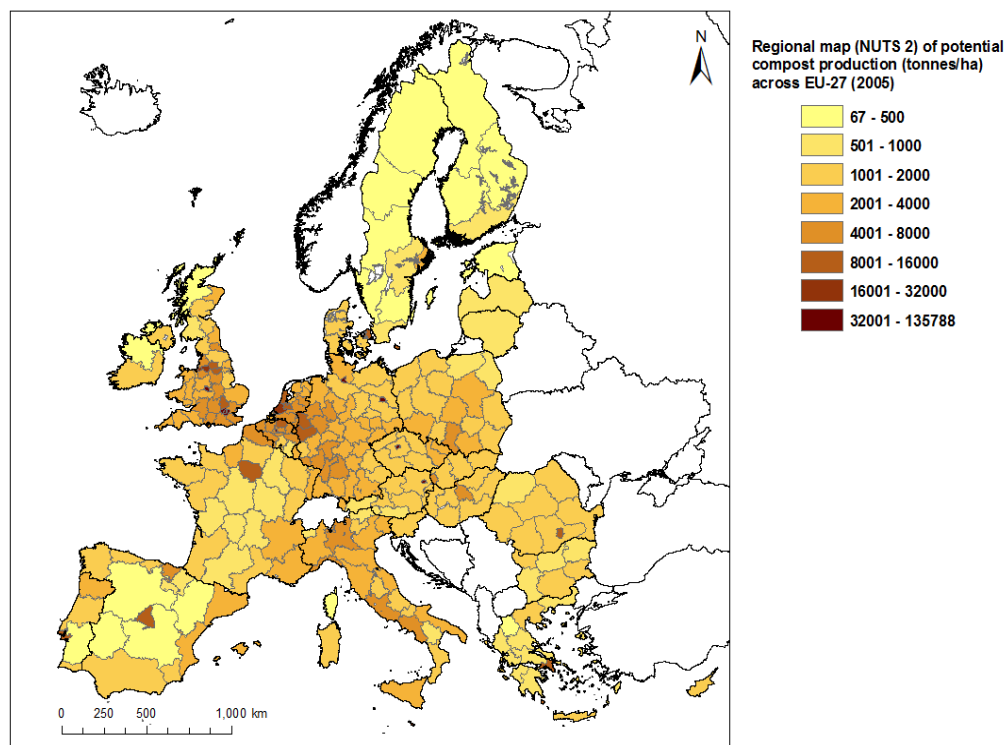 N
Regional map (NUTS 2) of potential
compost production (tonnes/ha)
across EU-27 (2005)
67 - 500
501 - 1000
1001 - 2000
2001 - 4000
4001 - 8000
8001 - 16000
16001 - 32000
32001 - 135788
0 250 500 1,000 km